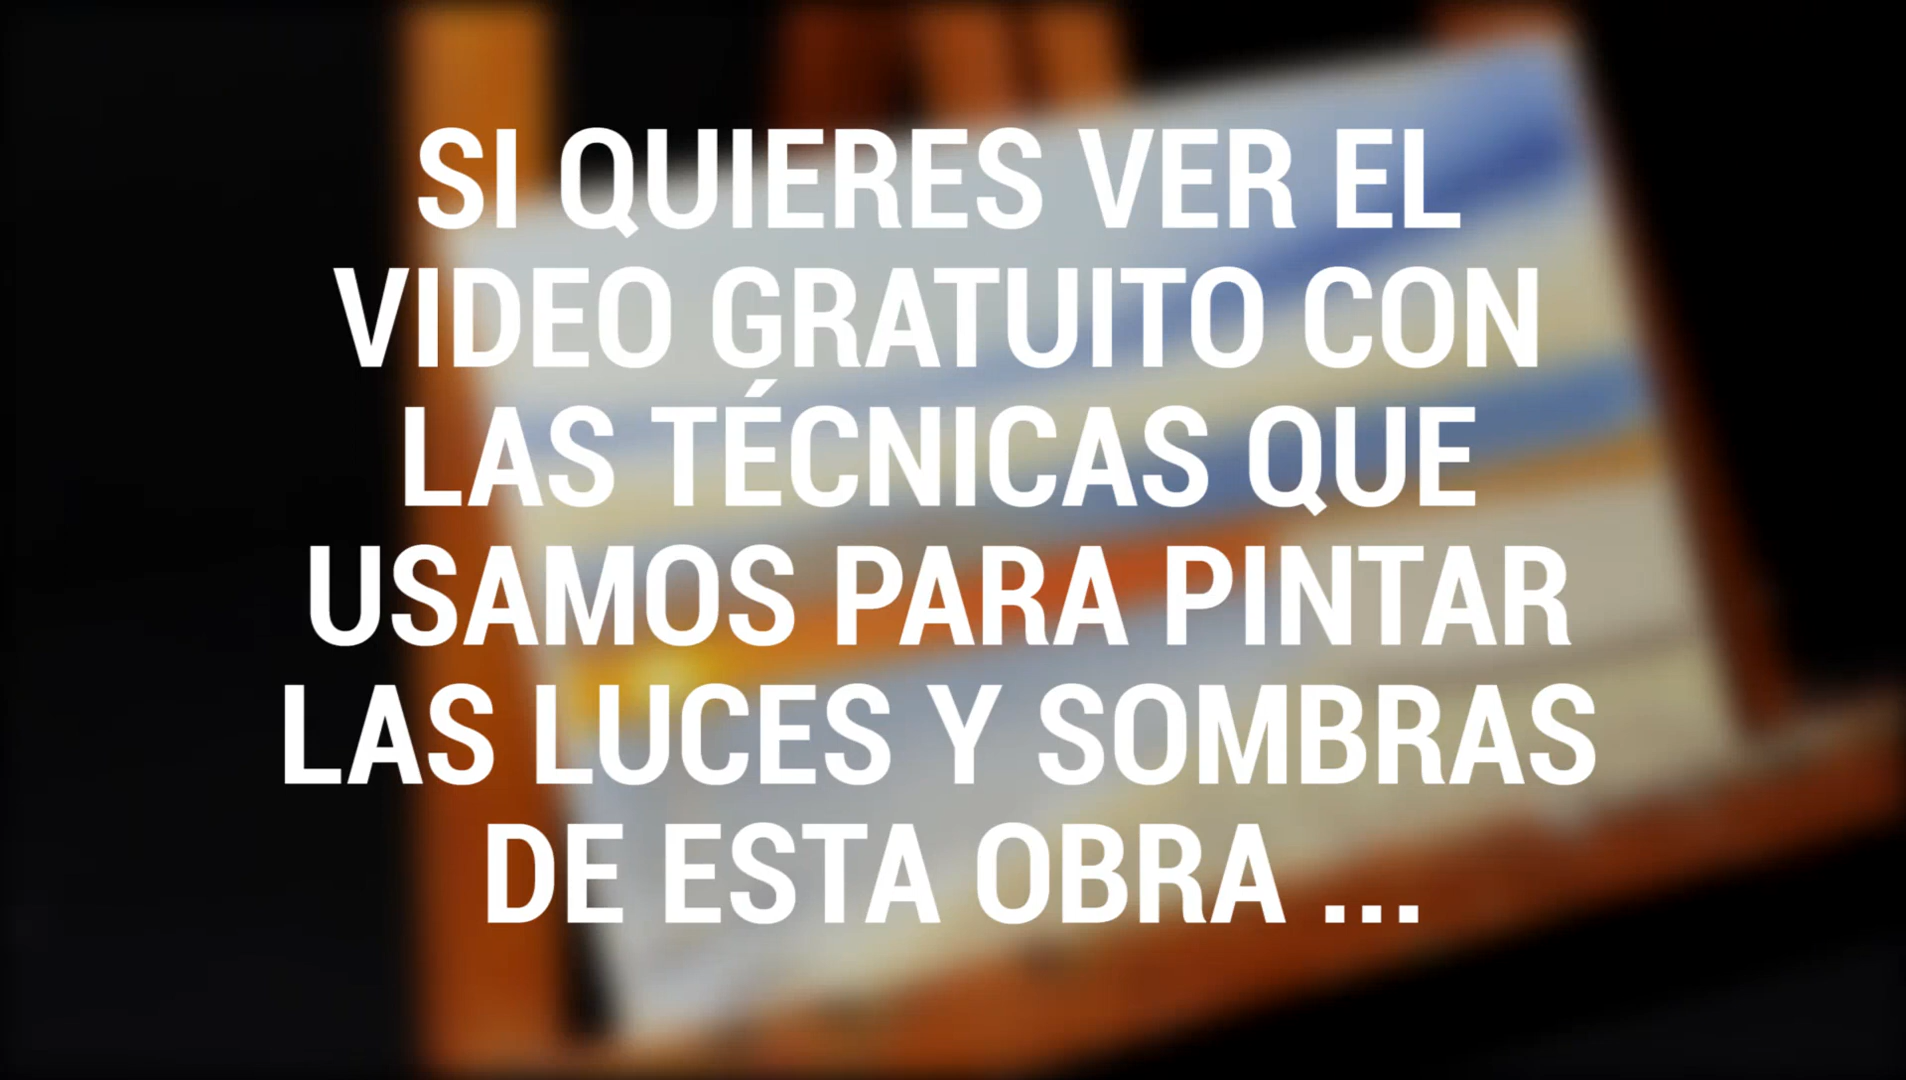 SI QUIERES VER EL
VIDEO GRATUITO CON
LAS TÉCNICAS QUE
USAMOS PARA PINTAR
LAS LUCES Y SOMBRAS
DE ESTA OBRA ...